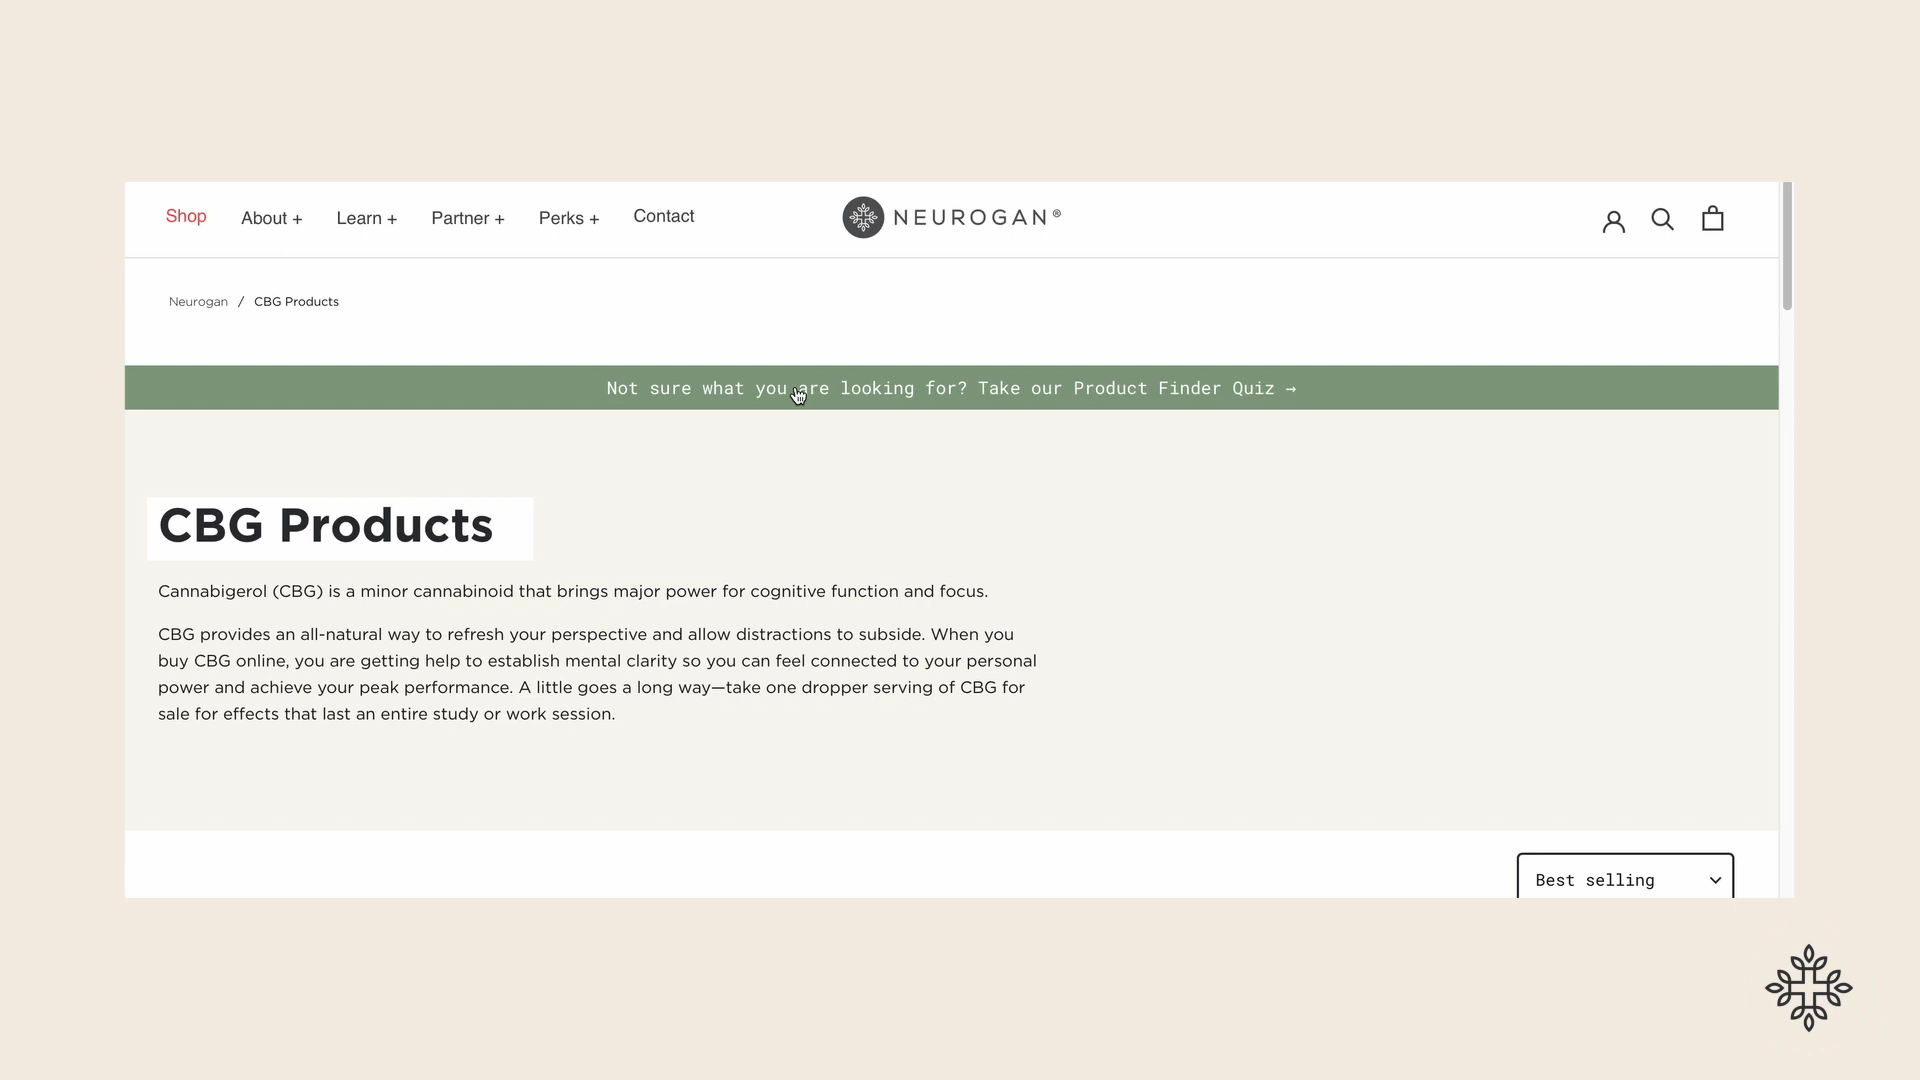 Shop About + Learn + Partner + Perks + Contact NEUROGAN®
Neurogan / CBG Products
Not sure what you are looking for? Take our Product Finder Quiz →
CBG Products
Cannabigerol (CBG) is a minor cannabinoid that brings major power for cognitive function and focus.
CBG provides an all-natural way to refresh your perspective and allow distractions to subside. When you
buy CBG online, you are getting help to establish mental clarity so you can feel connected to your personal
power and achieve your peak performance. A little goes a long way—take one dropper serving of CBG for
sale for effects that last an entire study or work session.
Best selling